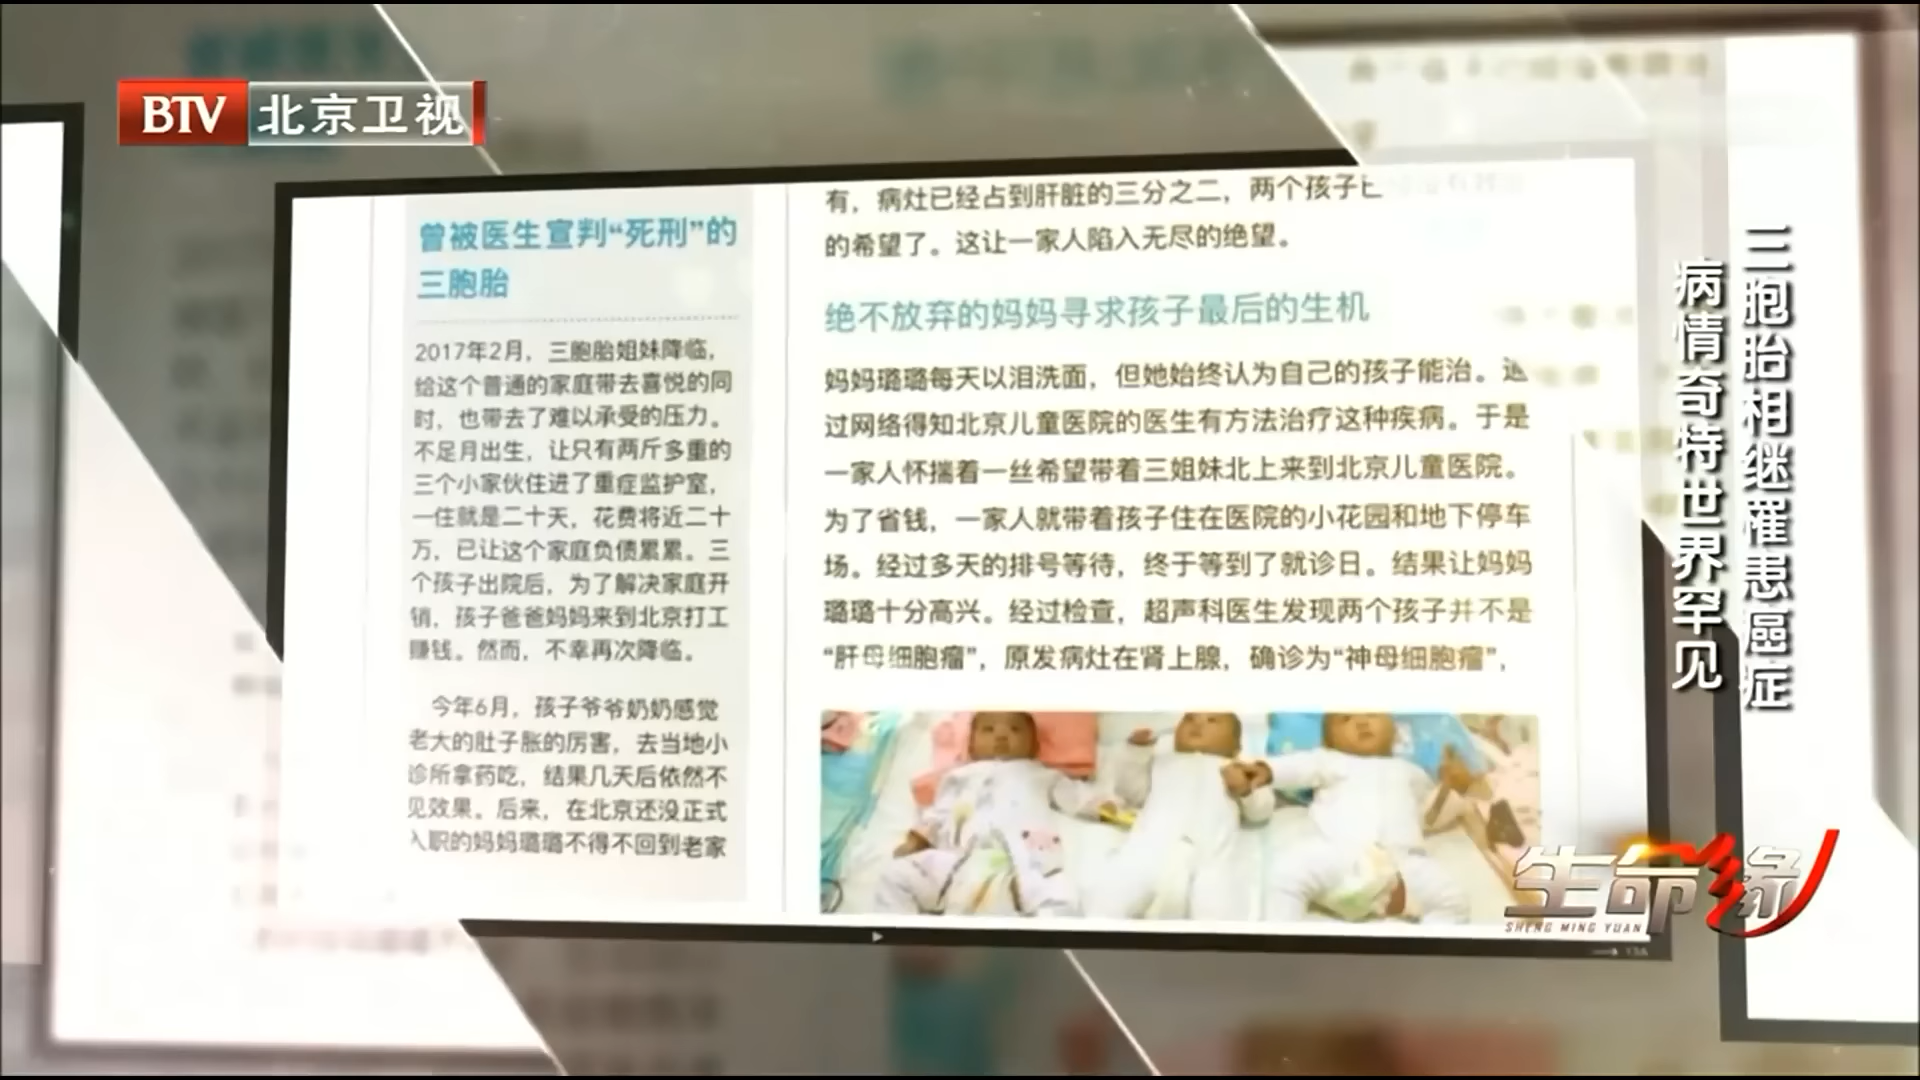 BTV 北京卫视
曾被医生宣判“死刑”的
三胞胎
2017年2月，三胞胎姐妹降临，
给这个普通的家庭带去喜悦的同
时，也带去了难以承受的压力。
不足月出生，让只有两斤多重的
三个小家伙住进了重症监护室，
一住就是二十天，花费将近二十
万，已让这个家庭负债累累。三
个孩子出院后，为了解决家庭开
销，孩子爸爸妈妈来到北京打工
赚钱。然而，不幸再次降临。
今年6月，孩子爷爷奶奶感觉
老大的肚子胀的厉害，去当地小
诊所拿药吃，结果几天后依然不
见效果。后来，在北京还没正式
入职的妈妈璐璐不得不回到老家
有，病灶已经占到肝脏的三分之二，两个孩子已
的希望了。这让一家人陷入无尽的绝望。
绝不放弃的妈妈寻求孩子最后的生机
妈妈璐璐每天以泪洗面，但她始终认为自己的孩子能治。通
过网络得知北京儿童医院的医生有方法治疗这种疾病。于是
一家人怀揣着一丝希望带着三姐妹北上来到北京儿童医院。
为了省钱，一家人就带着孩子住在医院的小花园和地下停车
场。经过多天的排号等待，终于等到了就诊日。结果让妈妈
璐璐十分高兴。经过检查，超声科医生发现两个孩子并不是
“肝母细胞瘤”，原发病灶在肾上腺，确诊为“神母细胞瘤”，
三胞胎相继罹患癌症
病情奇特世界罕见
生命缘
SHENG MING YUAN